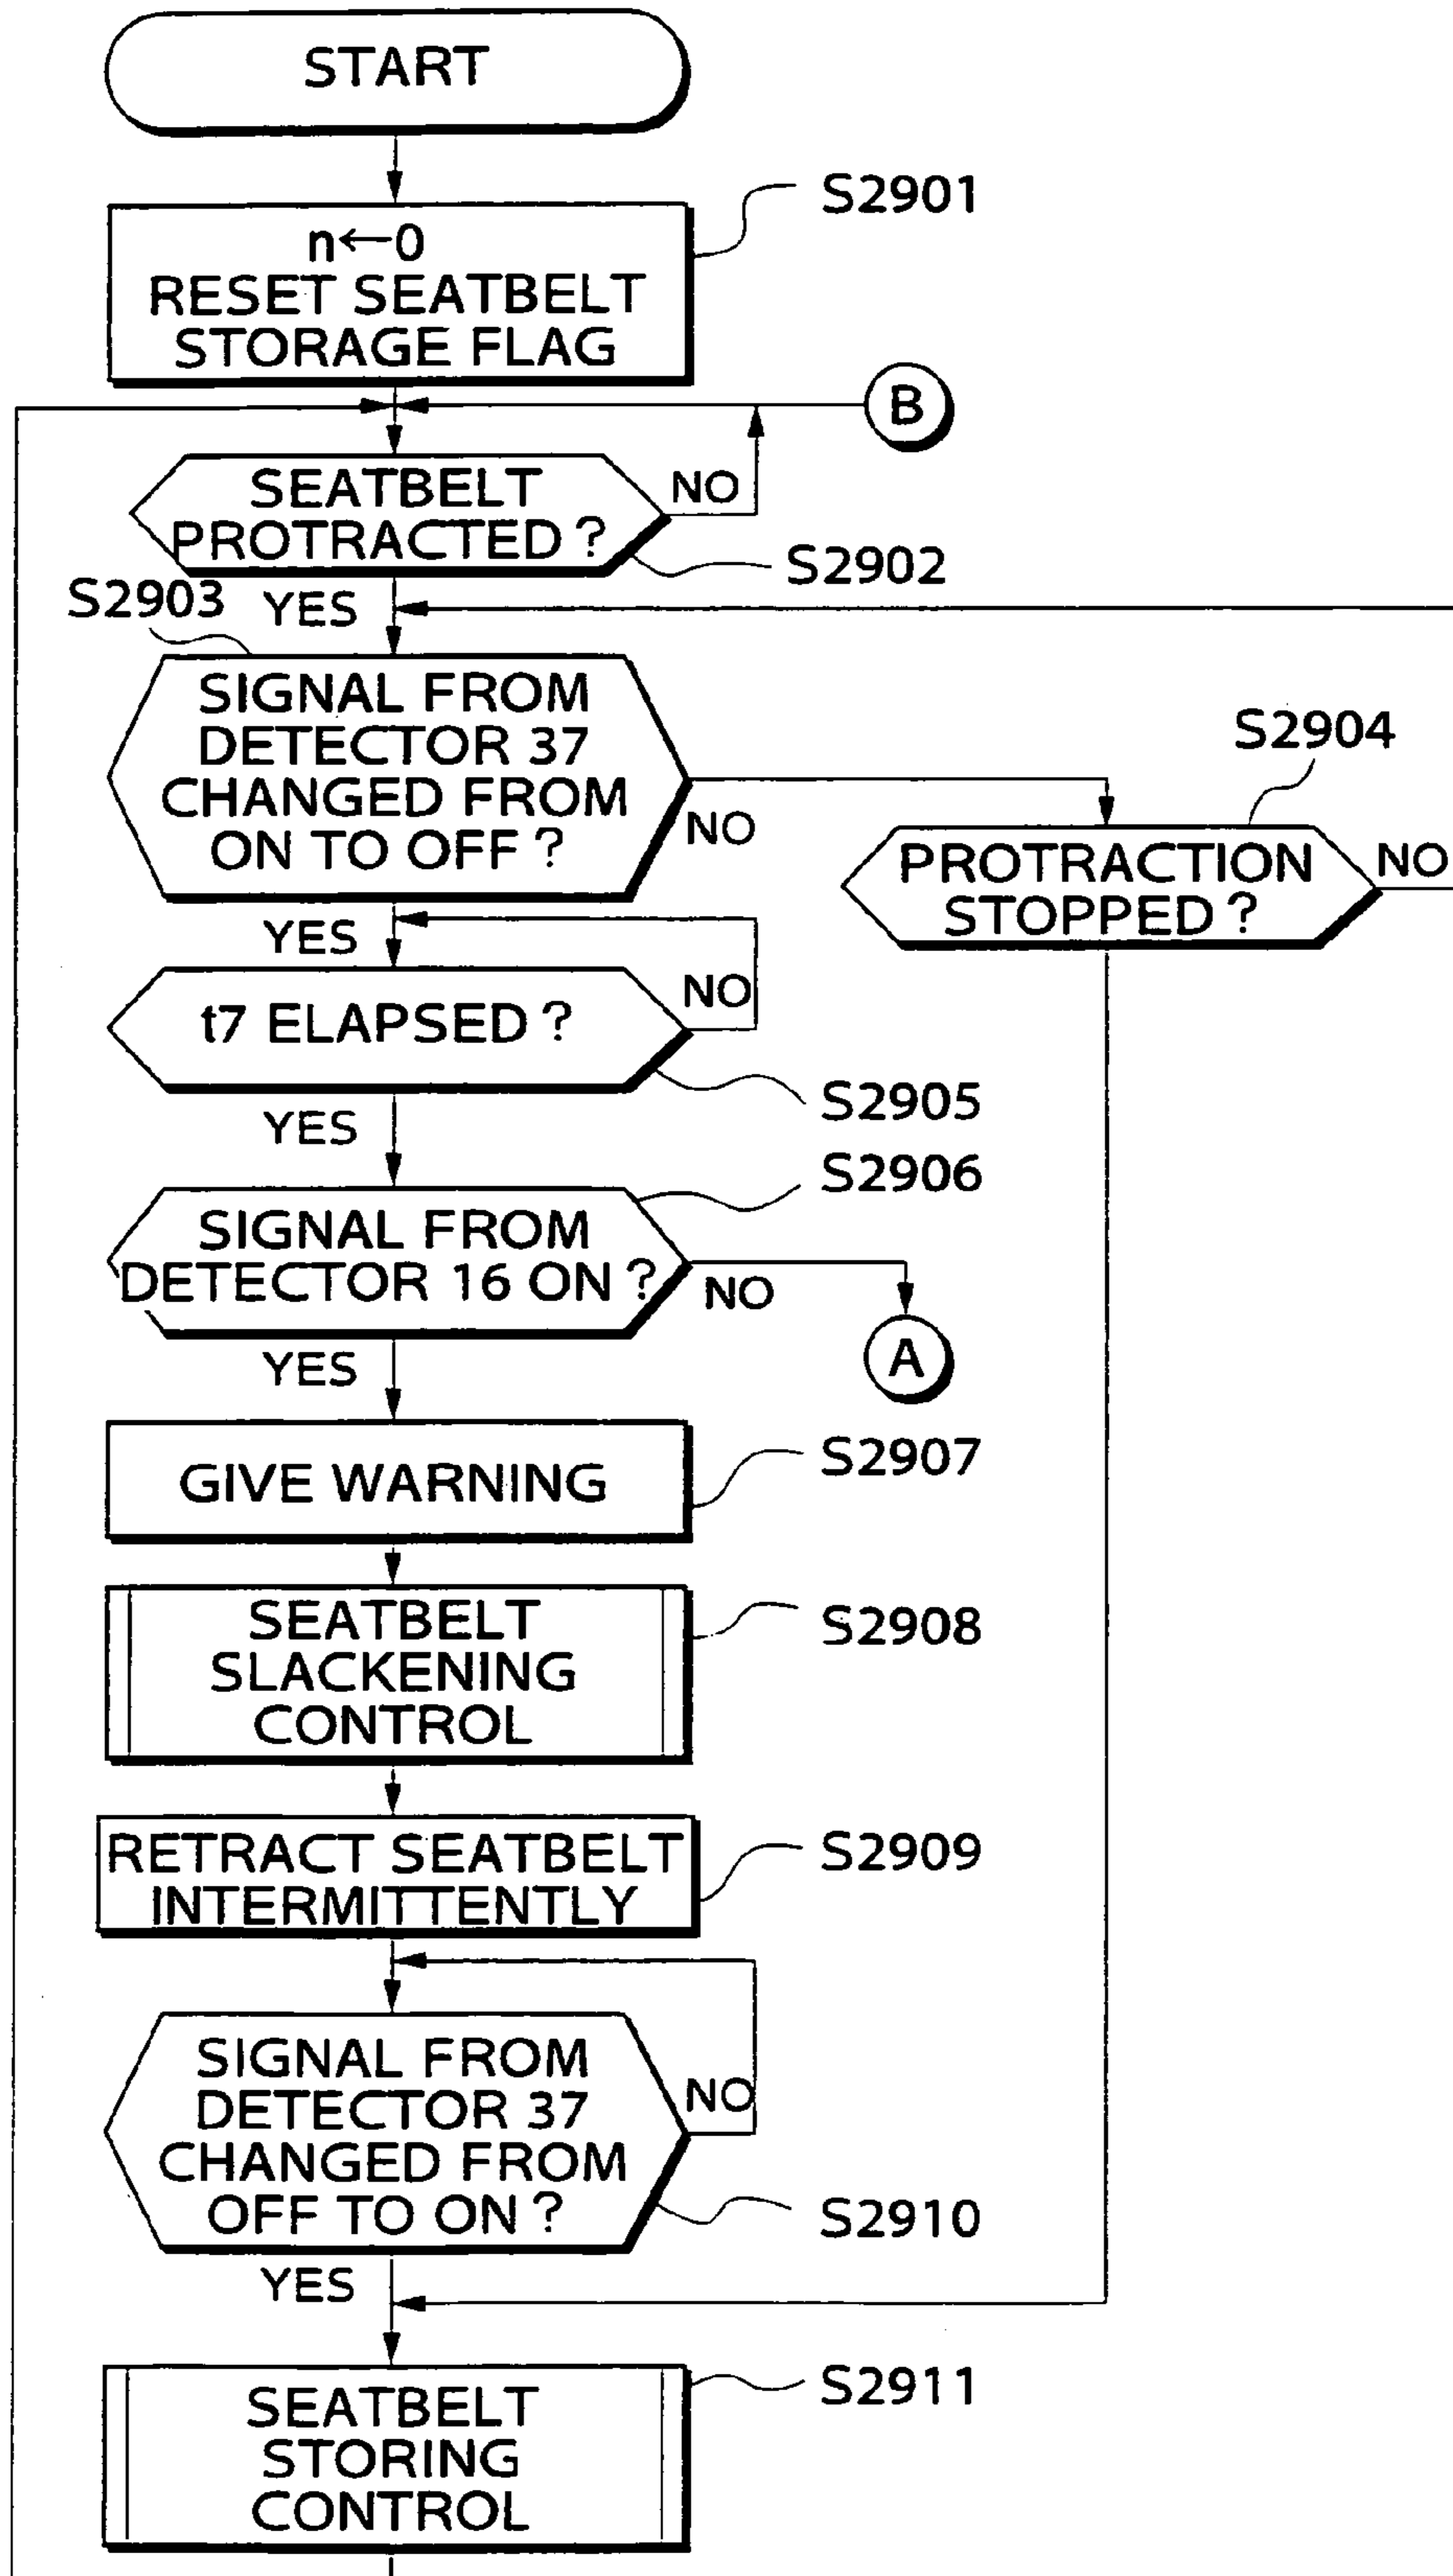 START
S2901
n←0
RESET SEATBELT
STORAGE FLAG
B
SEATBELT
PROTRACTED ?
NO
S2902
S2903
YES
SIGNAL FROM
DETECTOR 37
CHANGED FROM
ON TO OFF ?
NO
S2904
PROTRACTION
STOPPED ?
NO
YES
t7 ELAPSED ?
NO
S2905
YES
S2906
SIGNAL FROM
DETECTOR 16 ON ?
NO
A
YES
GIVE WARNING
S2907
SEATBELT
SLACKENING
CONTROL
S2908
RETRACT SEATBELT
INTERMITTENTLY
S2909
SIGNAL FROM
DETECTOR 37
CHANGED FROM
OFF TO ON ?
NO
S2910
YES
S2911
SEATBELT
STORING
CONTROL